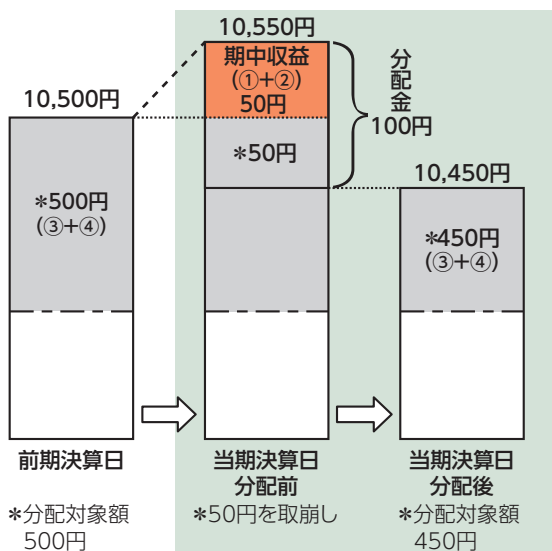 10,550円
期中収益
(①+②)
50円
分配金
100円
10,500円
*50円
10,450円
*500円
(③+④)
*450円
(③+④)
前期決算日
当期決算日
分配前
当期決算日
分配後
*分配対象額
500円
*50円を取崩し
*分配対象額
450円